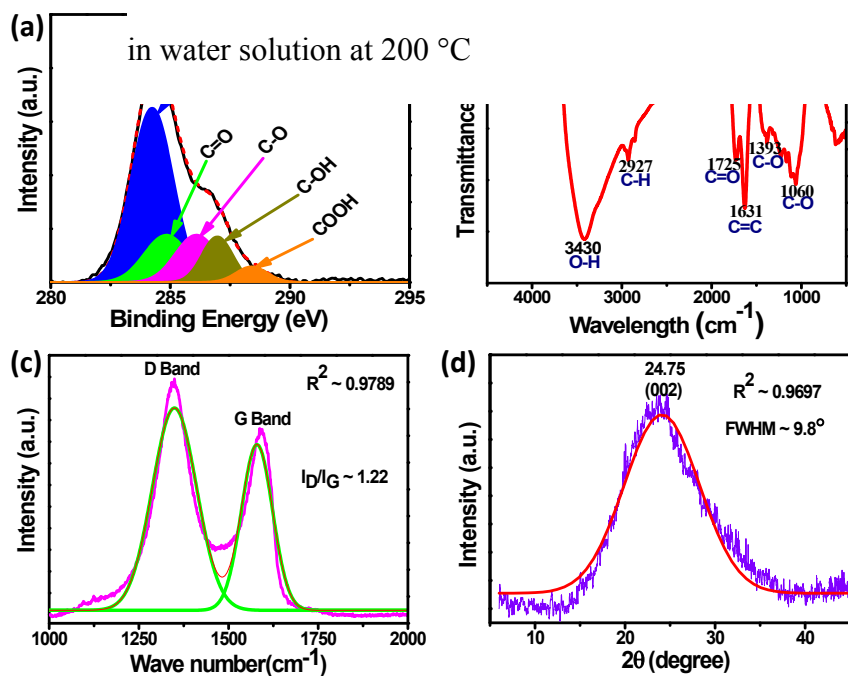 (a)
in water solution at 200 °C
Intensity (a.u.)
C=O
C-O
C-OH
COOH
280 285 290 295
Binding Energy (eV)
Transmittance
3430
O-H
2927
C-H
1725
C=O
1631
C=C
1393
C-O
1060
C-O
4000 3000 2000 1000
Wavelength (cm⁻¹)
(c)
D Band
G Band
R² ~ 0.9789
I_D/I_G ~ 1.22
Intensity (a.u.)
1000 1250 1500 1750 2000
Wave number(cm⁻¹)
(d)
24.75
(002)
R² ~ 0.9697
FWHM ~ 9.8°
Intensity (a.u.)
10 20 30 40
2θ (degree)